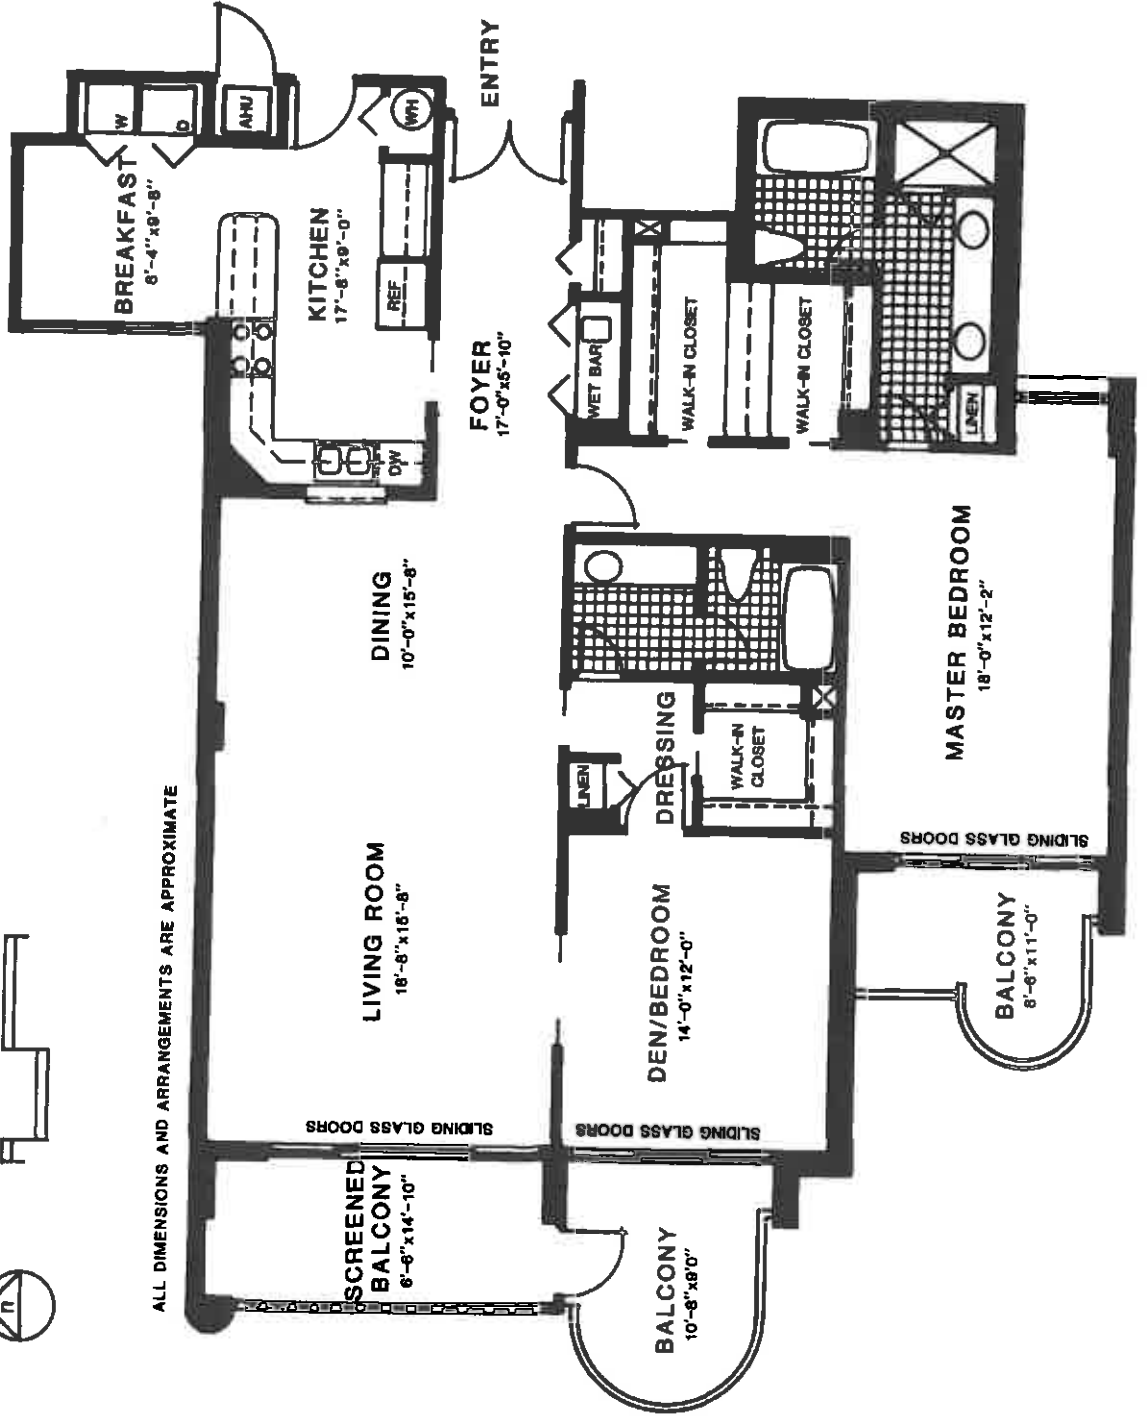 ALL DIMENSIONS AND ARRANGEMENTS ARE APPROXIMATE
n
BREAKFAST
8'-4"x9'-8"
W
D
AHU
KITCHEN
17'-8"x9'-0"
REF
WH
DW
ENTRY
FOYER
17'-0"x5'-10"
WET BAR
WALK-IN CLOSET
WALK-IN CLOSET
LINEN
DINING
10'-0"x15'-8"
LIVING ROOM
18'-8"x15'-8"
SLIDING GLASS DOORS
SCREENED
BALCONY
6'-6"x14'-10"
LINEN
DRESSING
WALK-IN
CLOSET
DEN/BEDROOM
14'-0"x12'-0"
SLIDING GLASS DOORS
BALCONY
10'-8"x9'0"
MASTER BEDROOM
18'-0"x12'-2"
SLIDING GLASS DOORS
BALCONY
8'-6"x11'-0"